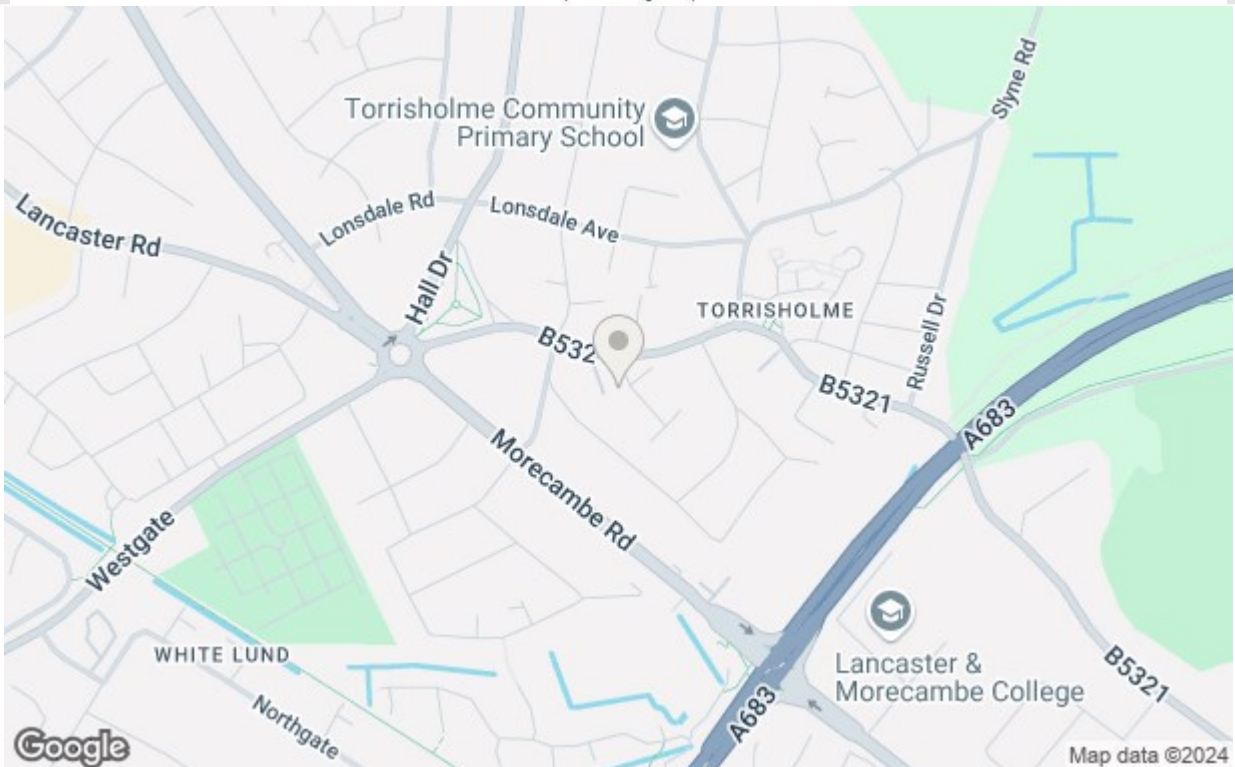 Slyne Rd
Torrisholme Community
Primary School
Lonsdale Rd
Lonsdale Ave
Lancaster Rd
Hall Dr
TORRISHOLME
B532
Russell Dr
B5321
A683
Morecambe Rd
Westgate
WHITE LUND
Lancaster &
Morecambe College
B5321
Northgate
A683
Google
Map data ©2024